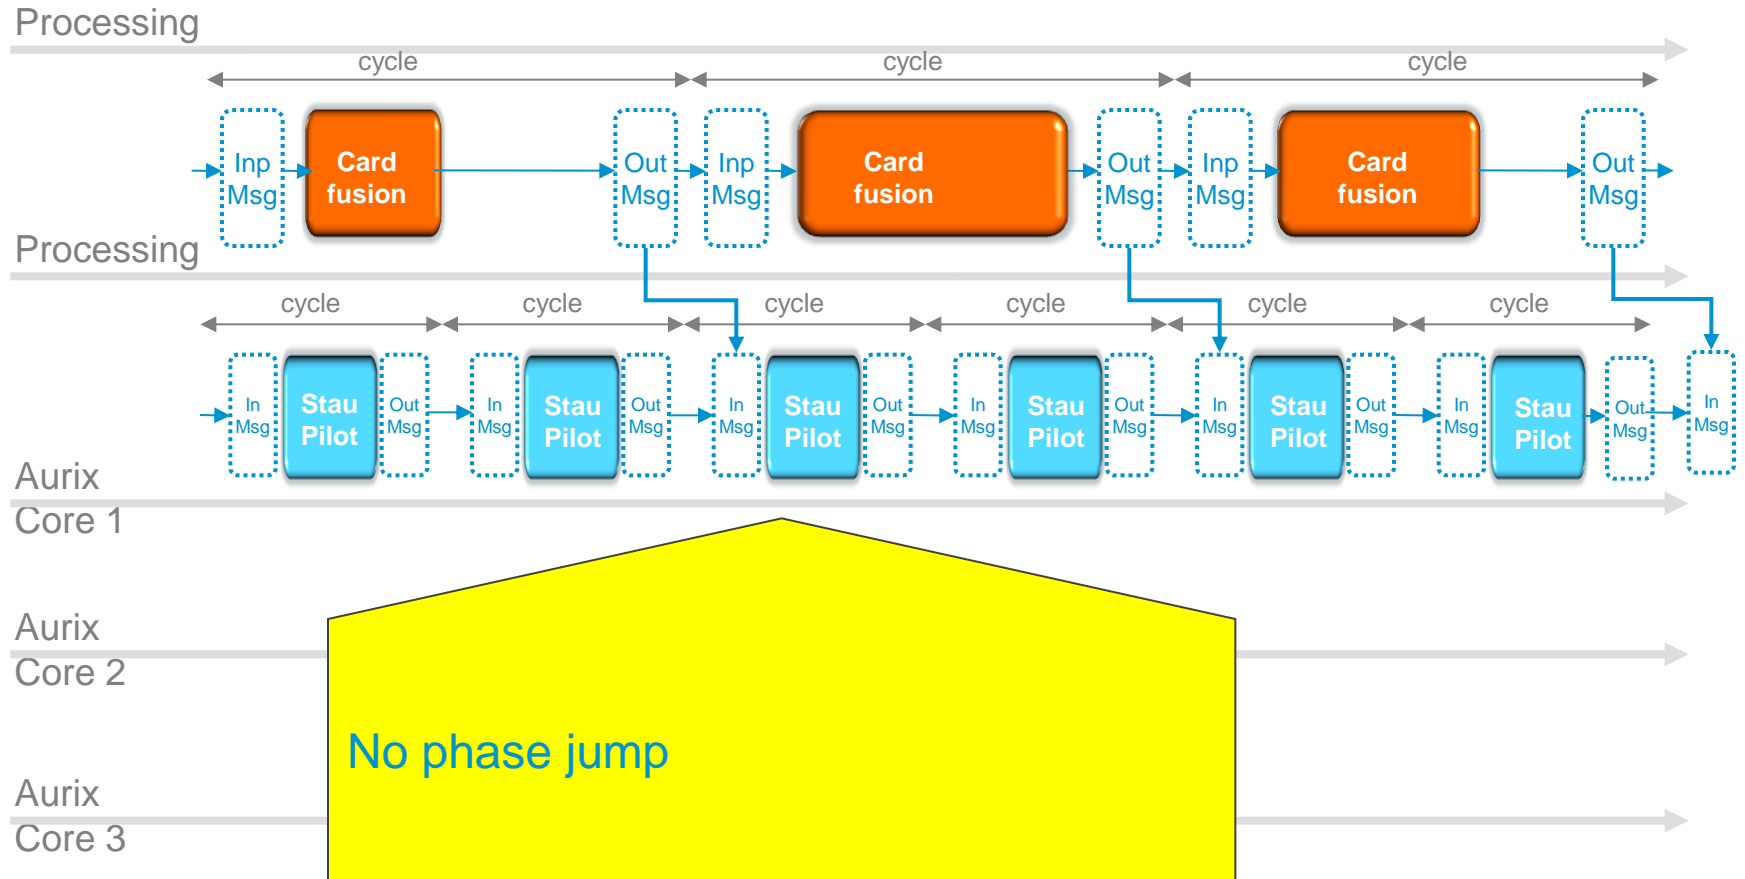 Processing
cycle
cycle
cycle
Inp
Msg
Card
fusion
Out
Msg
Inp
Msg
Card
fusion
Out
Msg
Inp
Msg
Card
fusion
Out
Msg
Processing
cycle
cycle
cycle
cycle
cycle
cycle
In
Msg
Stau
Pilot
Out
Msg
In
Msg
Stau
Pilot
Out
Msg
In
Msg
Stau
Pilot
Out
Msg
In
Msg
Stau
Pilot
Out
Msg
In
Msg
Stau
Pilot
Out
Msg
In
Msg
Stau
Pilot
Out
Msg
In
Msg
Aurix
Core 1
Aurix
Core 2
No phase jump
Aurix
Core 3